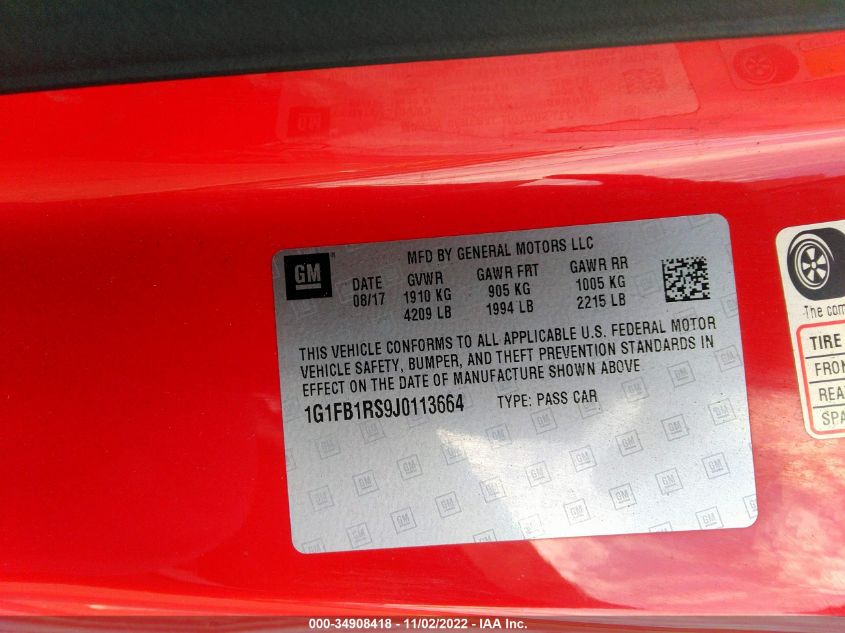 GM
MFD BY GENERAL MOTORS LLC
DATE GVWR GAWR FRT GAWR RR
08/17 1910 KG 905 KG 1005 KG
4209 LB 1994 LB 2215 LB
THIS VEHICLE CONFORMS TO ALL APPLICABLE U.S. FEDERAL MOTOR
VEHICLE SAFETY, BUMPER, AND THEFT PREVENTION STANDARDS IN
EFFECT ON THE DATE OF MANUFACTURE SHOWN ABOVE
1G1FB1RS9J0113664 TYPE: PASS CAR
The com
TIRE
FRON
REA
SPA
000-34908418 - 11/02/2022 - IAA Inc.